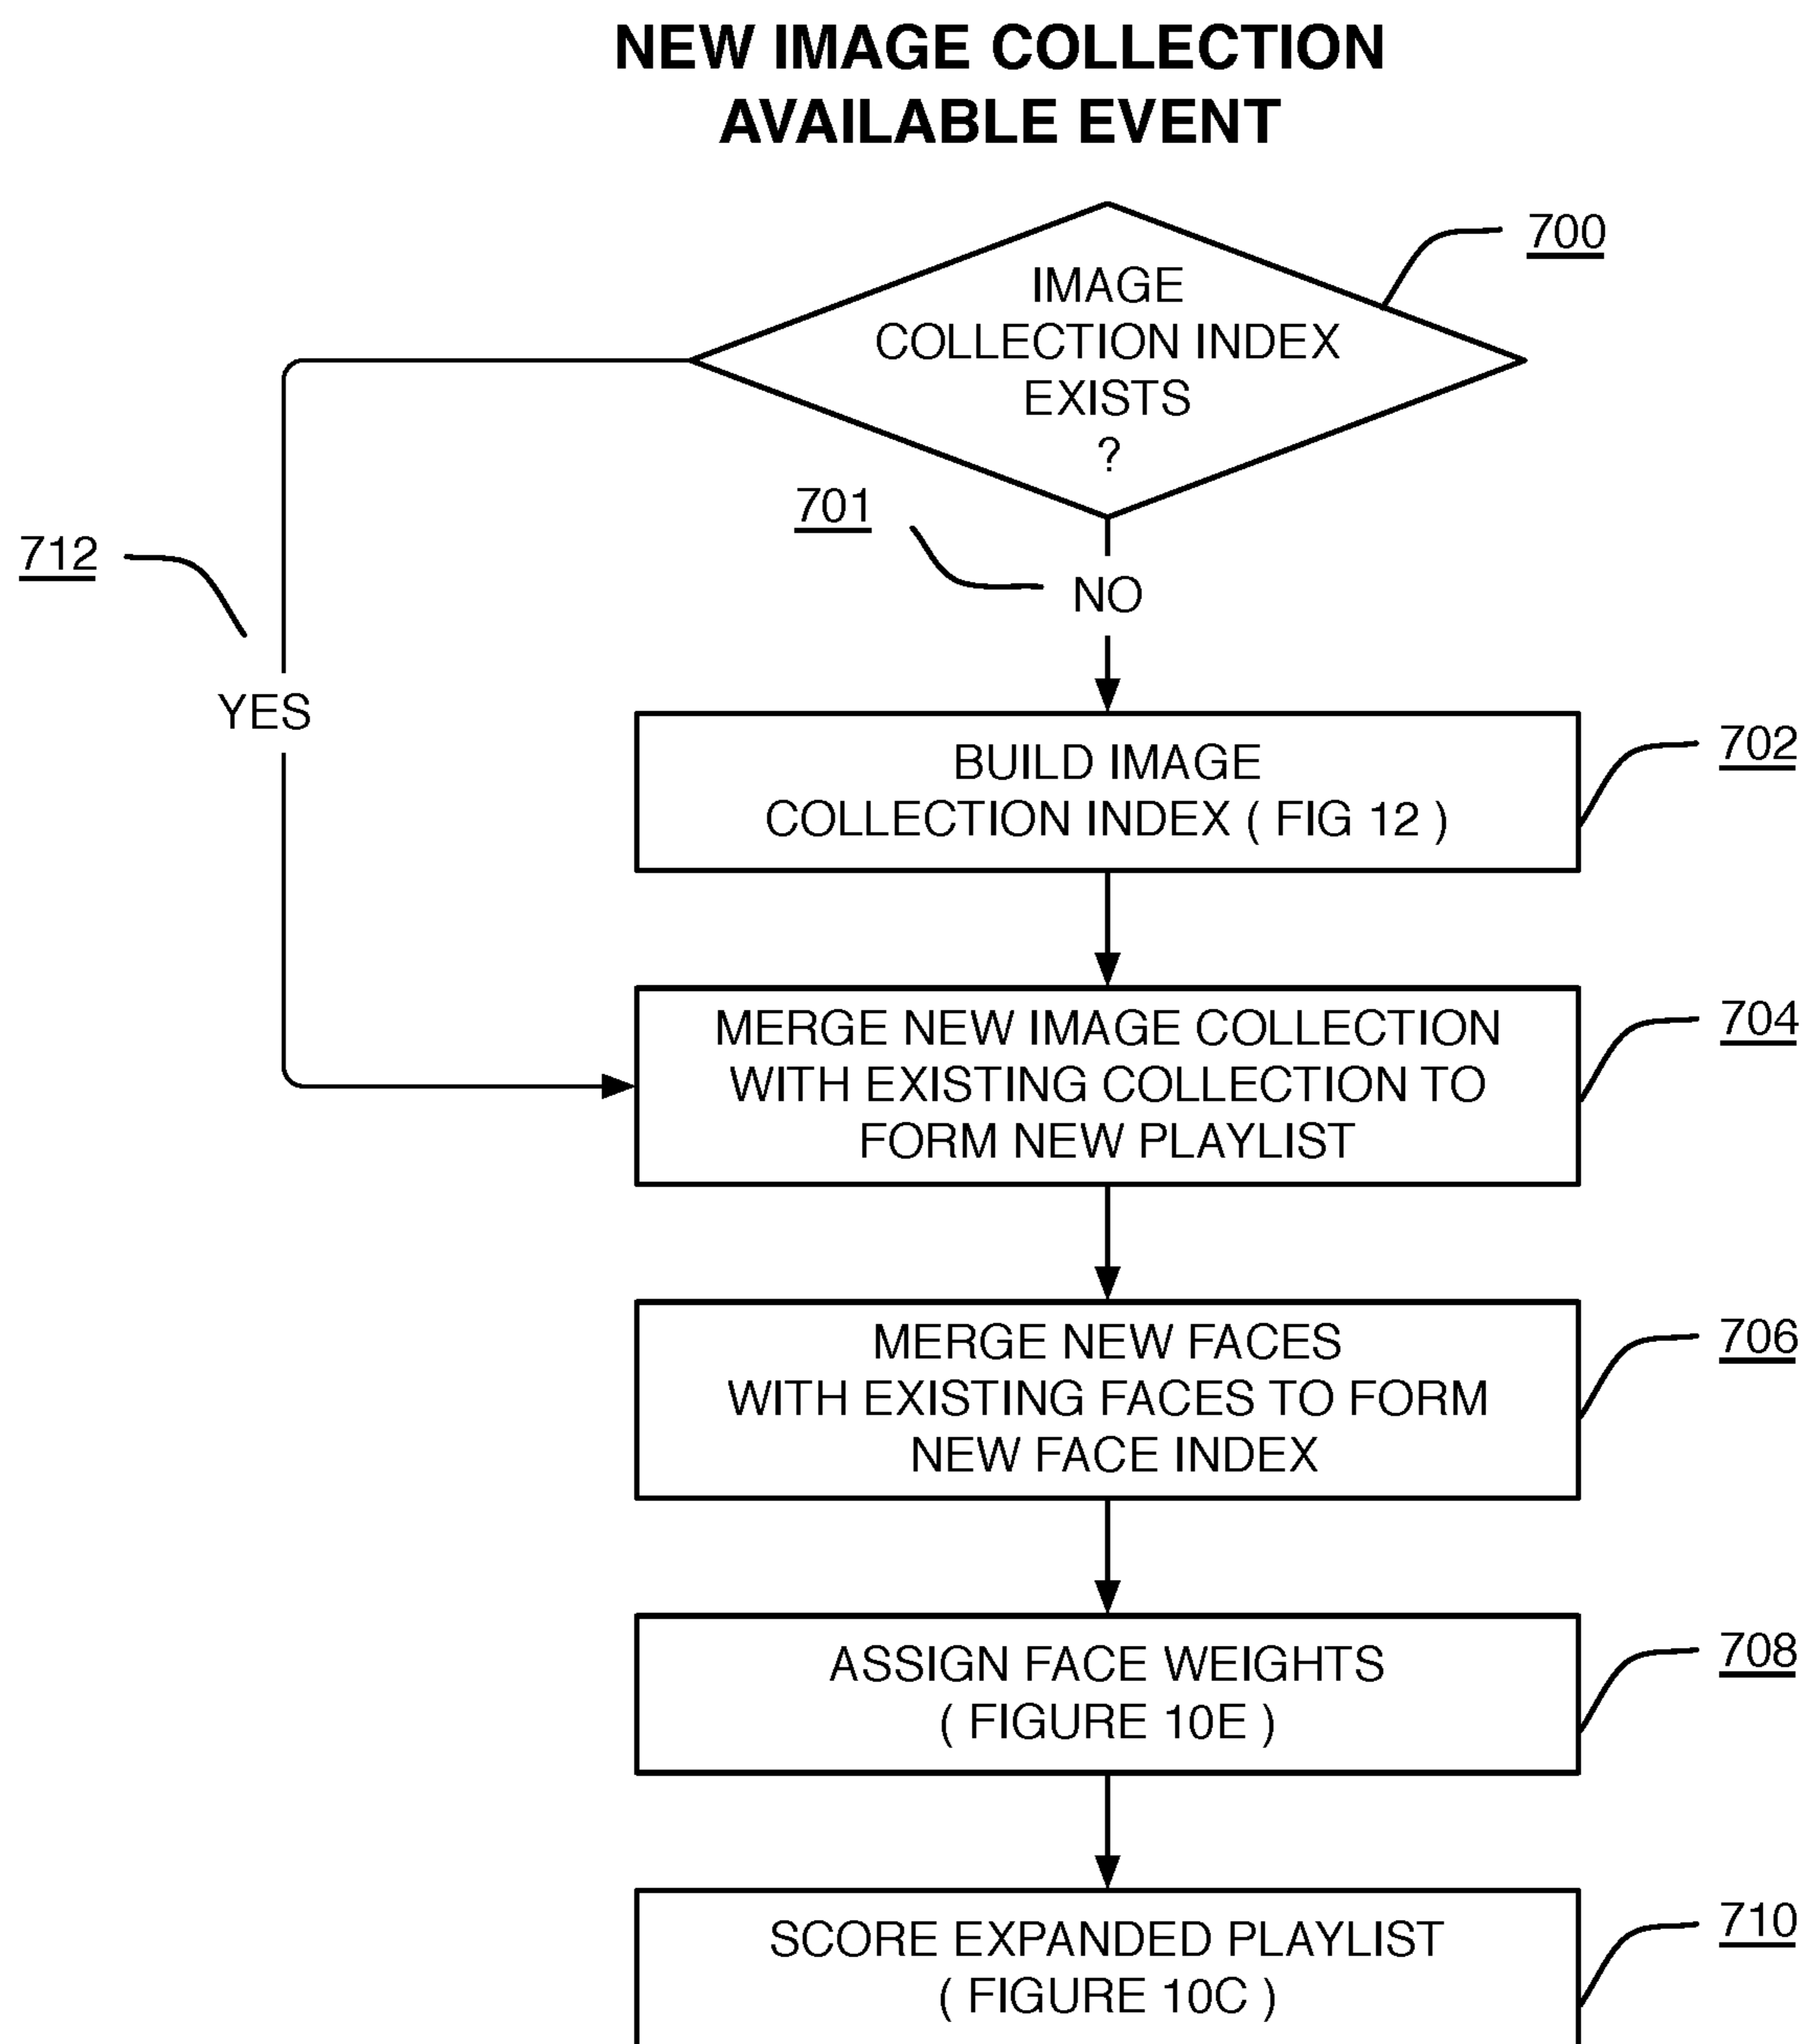 NEW IMAGE COLLECTION
AVAILABLE EVENT
700
IMAGE
COLLECTION INDEX
EXISTS
?
701
712
NO
YES
702
BUILD IMAGE
COLLECTION INDEX ( FIG 12 )
704
MERGE NEW IMAGE COLLECTION
WITH EXISTING COLLECTION TO
FORM NEW PLAYLIST
706
MERGE NEW FACES
WITH EXISTING FACES TO FORM
NEW FACE INDEX
708
ASSIGN FACE WEIGHTS
( FIGURE 10E )
710
SCORE EXPANDED PLAYLIST
( FIGURE 10C )